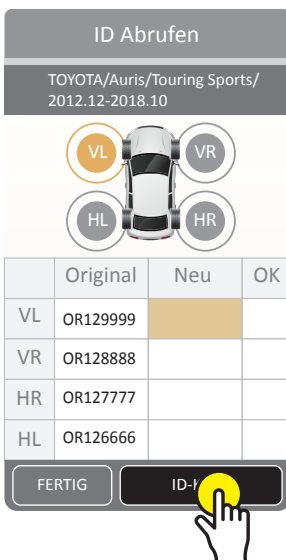 ID Abrufen
TOYOTA/Auris/Touring Sports/
2012.12-2018.10
VL VR
HL HR
Original Neu OK
VL OR129999
VR OR128888
HR OR127777
HL OR126666
FERTIG